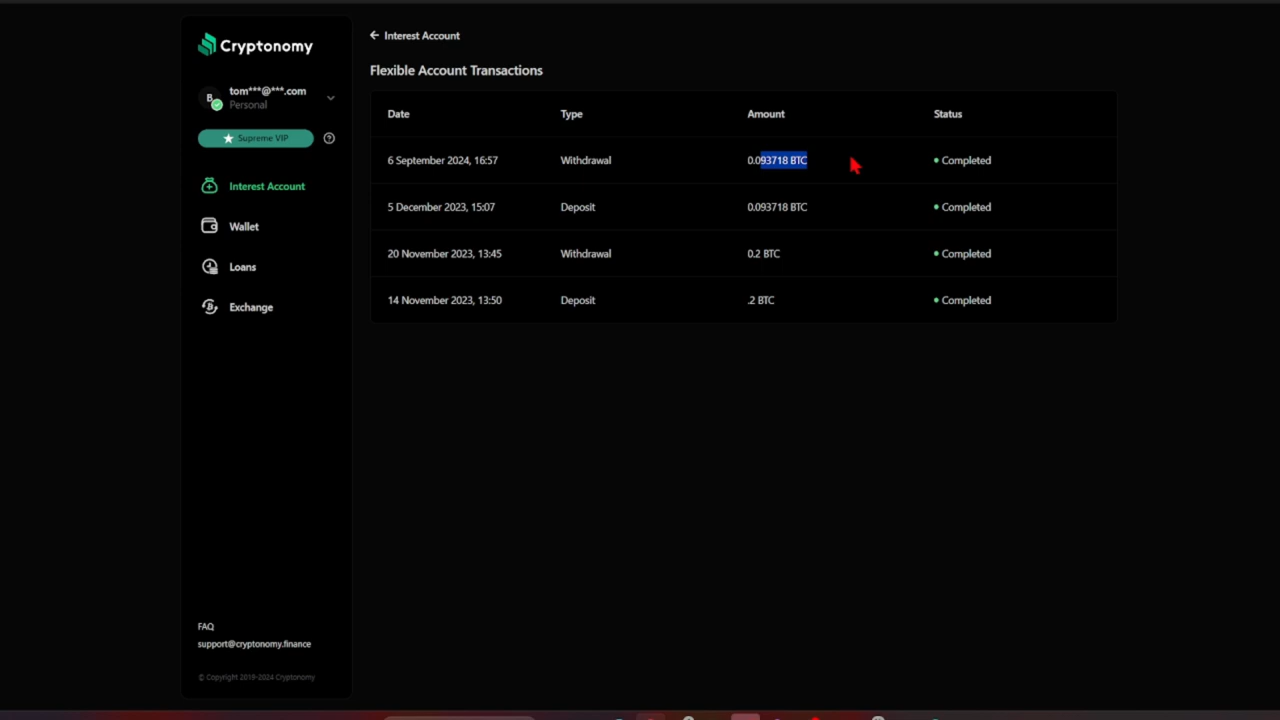 Cryptonomy
tom***@***.com
Personal
Supreme VIP
Interest Account
Wallet
Loans
Exchange
FAQ
support@cryptonomy.finance
© Copyright 2019-2024 Cryptonomy
Interest Account
Flexible Account Transactions
Date Type Amount Status
6 September 2024, 16:57 Withdrawal 0.093718 BTC Completed
5 December 2023, 15:07 Deposit 0.093718 BTC Completed
20 November 2023, 13:45 Withdrawal 0.2 BTC Completed
14 November 2023, 13:50 Deposit .2 BTC Completed